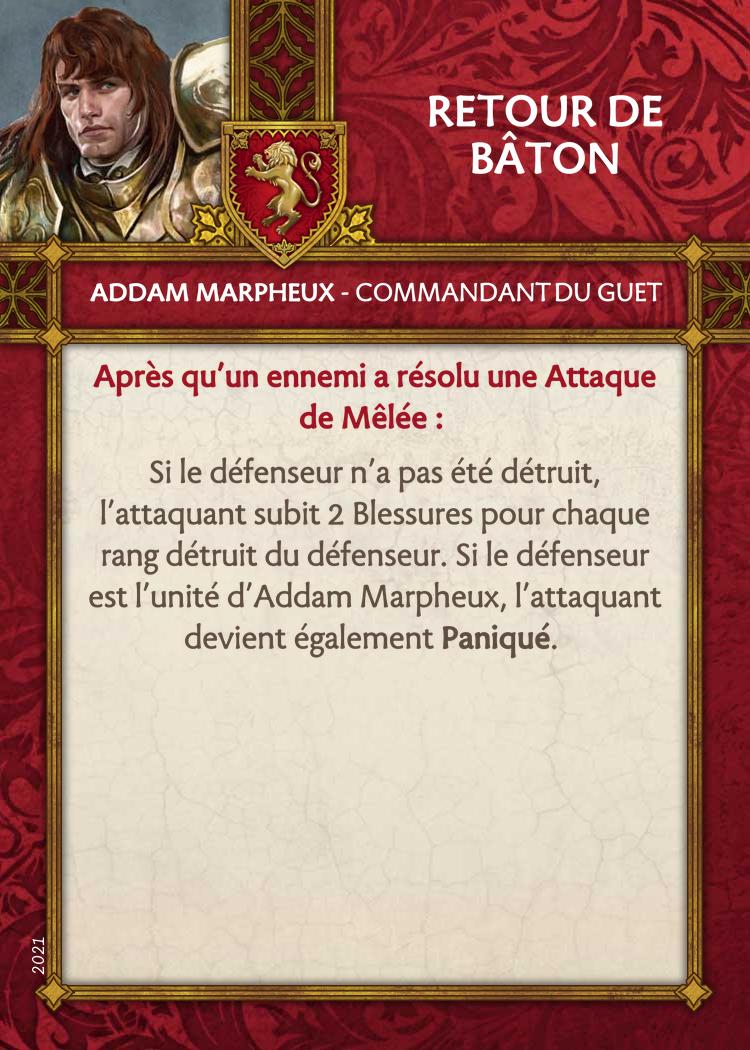 RETOUR DE
BÂTON
ADDAM MARPHEUX - COMMANDANT DU GUET
Après qu'un ennemi a résolu une Attaque
de Mêlée :
Si le défenseur n'a pas été détruit,
l'attaquant subit 2 Blessures pour chaque
rang détruit du défenseur. Si le défenseur
est l'unité d'Addam Marpheux, l'attaquant
devient également Paniqué.
2021